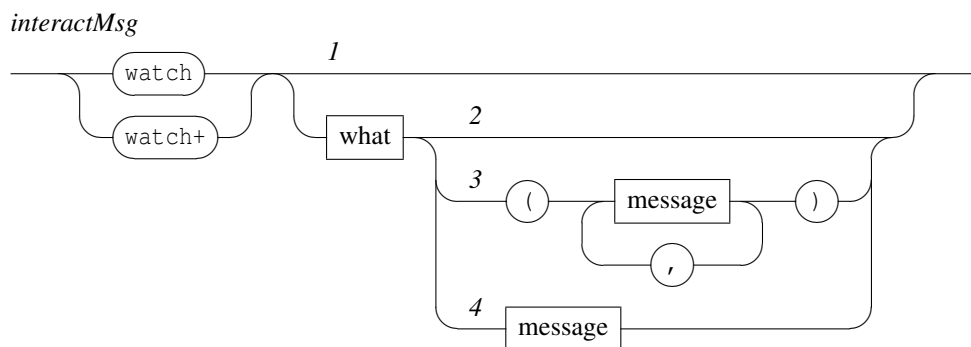 interactMsg
1
watch
watch+
2
what
3
( message )
,
4
message